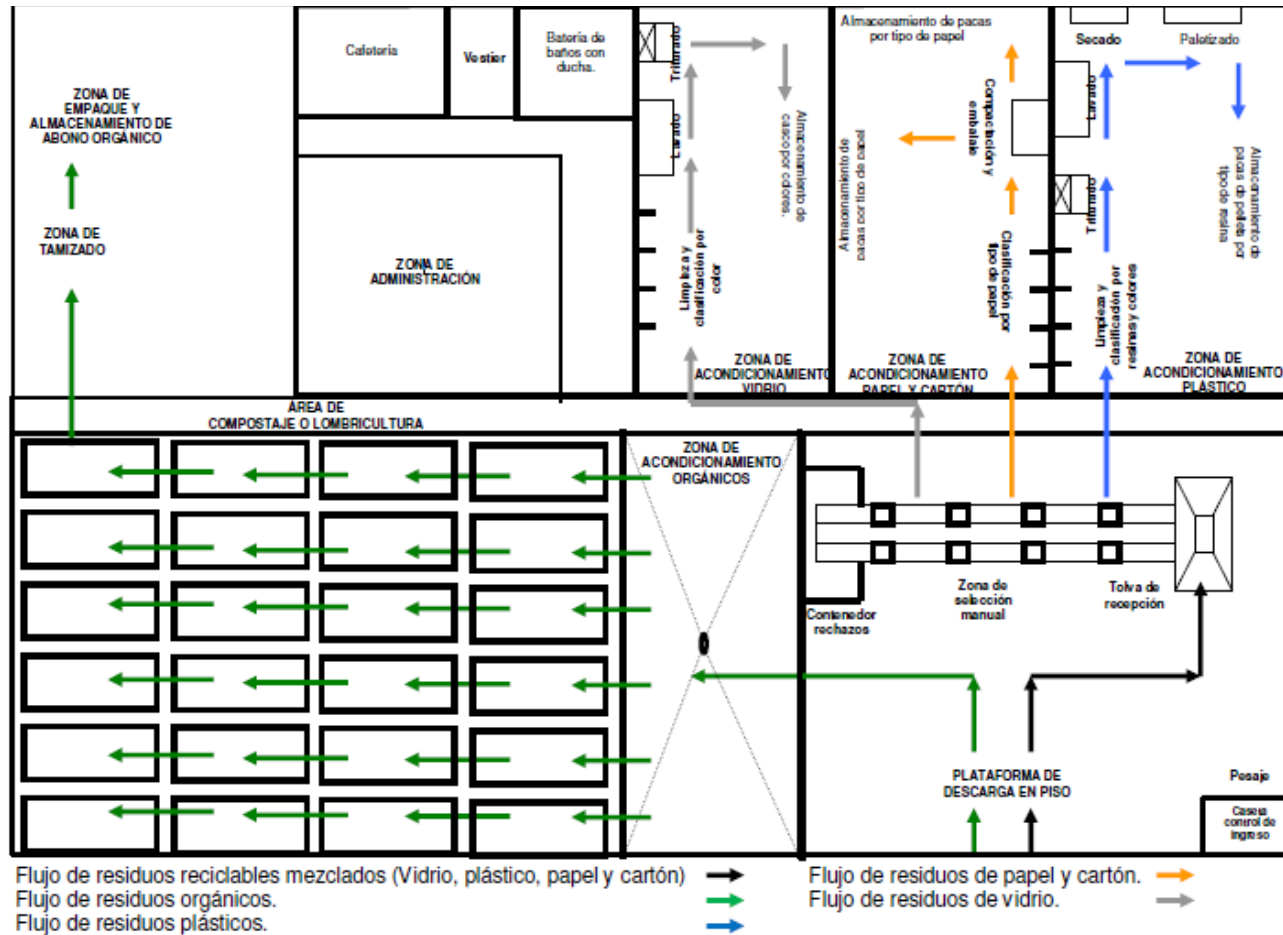 Cafetería
Vestier
Batería de
baños con
ducha.
Triturado
Almacenamiento de pacas
por tipo de papel
Secado
Paletizado
ZONA DE
EMPAQUE Y
ALMACENAMIENTO DE
ABONO ORGÁNICO
Lavado
Almacenamiento de
casco por colores.
Almacenamiento de
pacas por tipo de papel
Compactación y
embalaje
Lavado
Triturado
Almacenamiento de
pacas de pellets por
tipo de resina
ZONA DE
TAMIZADO
ZONA DE
ADMINISTRACIÓN
Limpieza y
clasificación por
color
Clasificación por
tipo de papel
Limpieza y
clasificación por
resinas y colores
ZONA DE
ACONDICIONAMIENTO
VIDRIO
ZONA DE
ACONDICIONAMIENTO
PAPEL Y CARTÓN
ZONA DE
ACONDICIONAMIENTO
PLÁSTICO
ÁREA DE
COMPOSTAJE O LOMBRICULTURA
ZONA DE
ACONDICIONAMIENTO
ORGÁNICOS
Contenedor
rechazos
Zona de
selección
manual
Tolva de
recepción
0
PLATAFORMA DE
DESCARGA EN PISO
Pesaje
Caseta
control de
ingreso
Flujo de residuos reciclables mezclados (Vidrio, plástico, papel y cartón)
Flujo de residuos orgánicos.
Flujo de residuos plásticos.
Flujo de residuos de papel y cartón.
Flujo de residuos de vidrio.